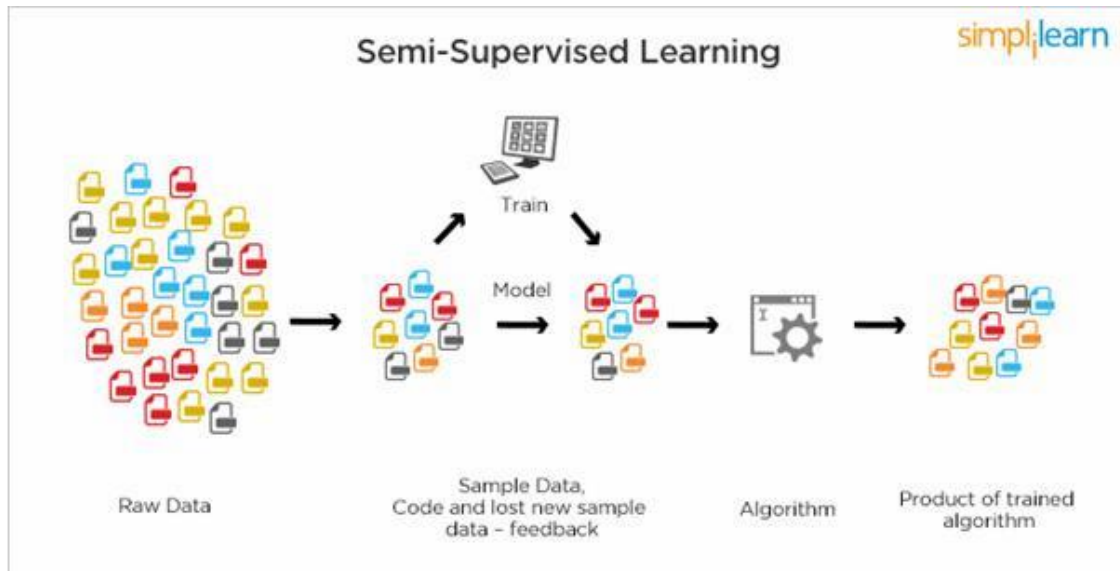 simplilearn
Semi-Supervised Learning
Train
Model
Raw Data
Sample Data,
Code and lost new sample
data – feedback
Algorithm
Product of trained
algorithm